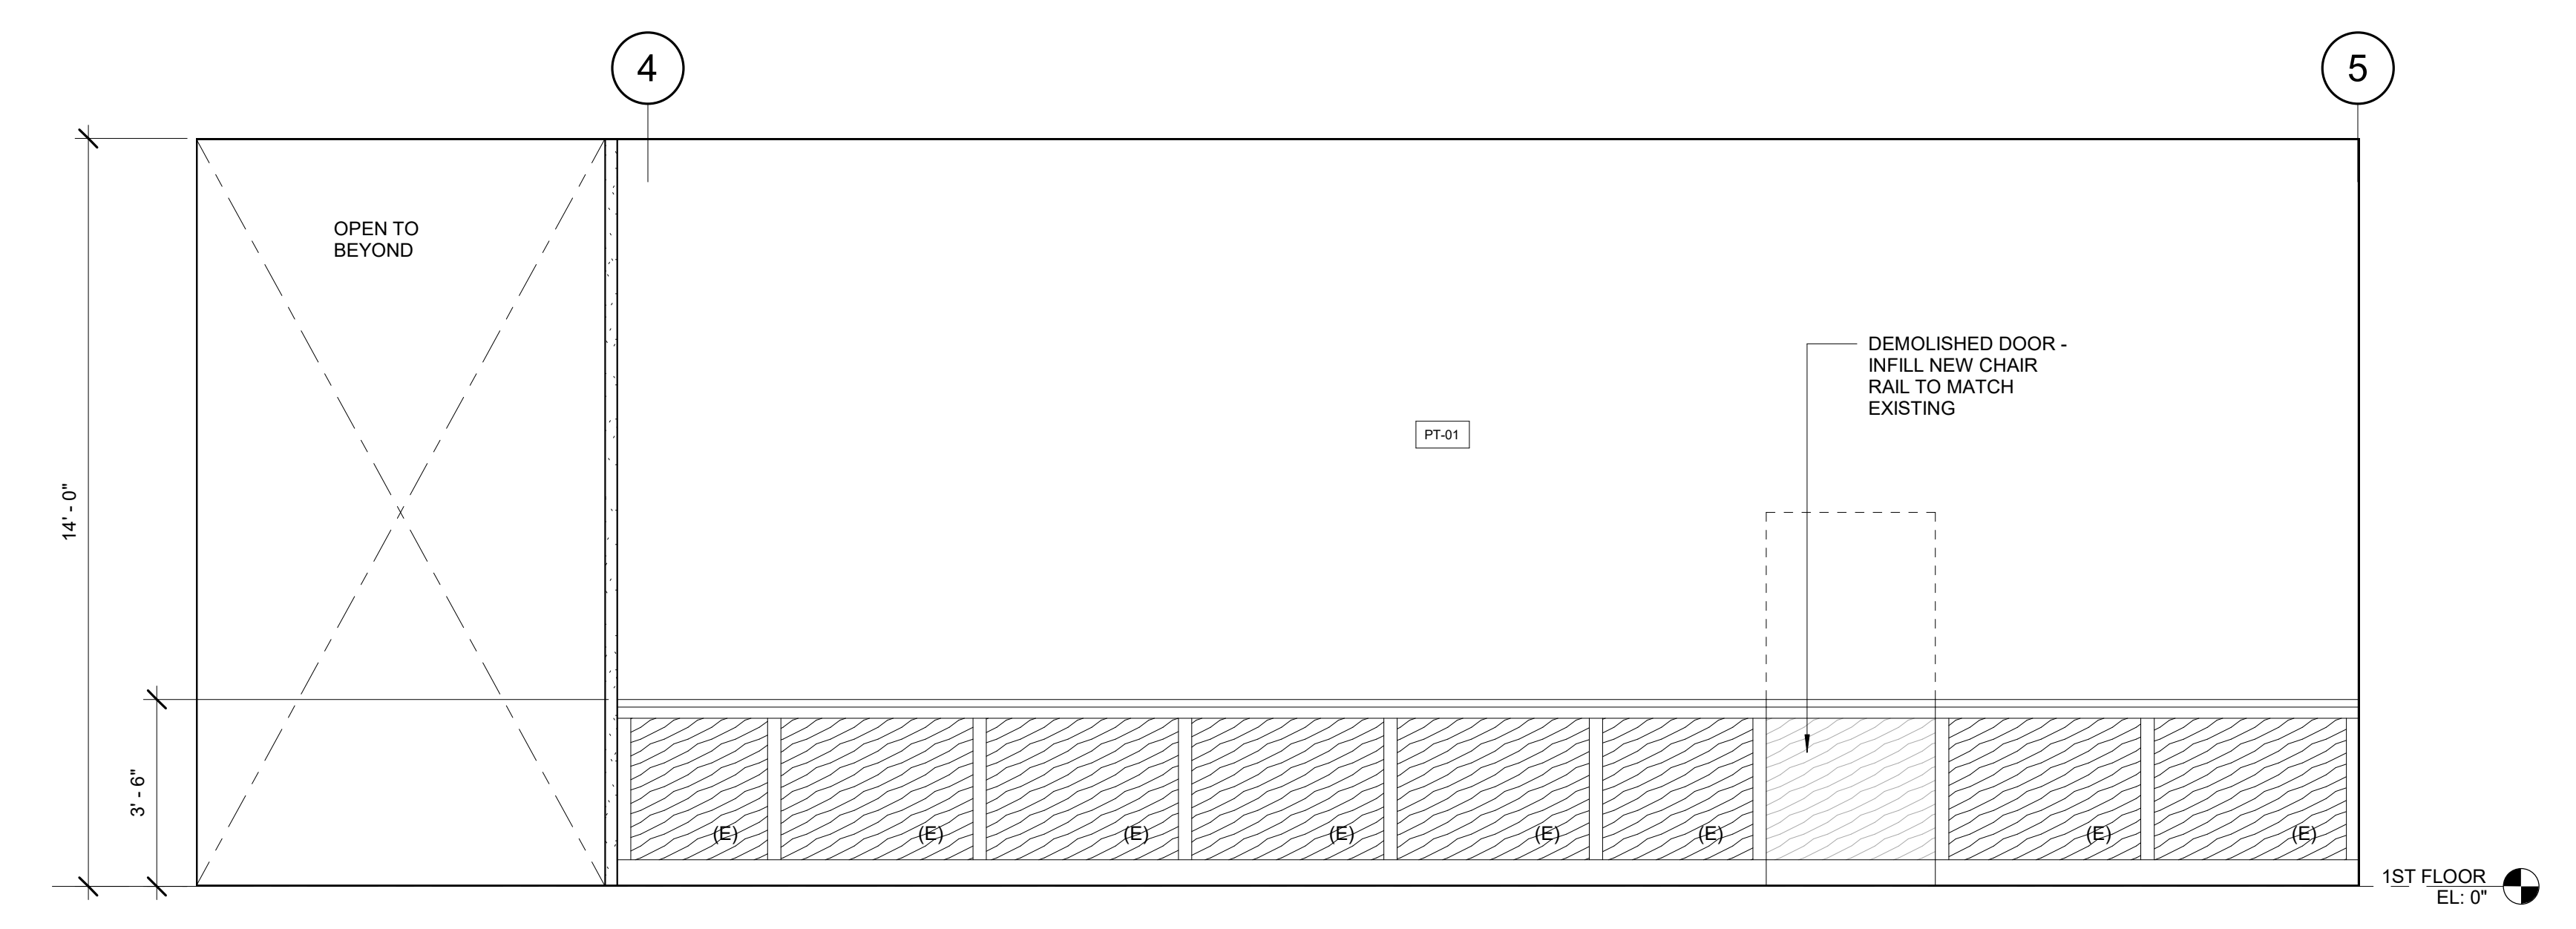 4
5
OPEN TO
BEYOND
DEMOLISHED DOOR -
INFILL NEW CHAIR
RAIL TO MATCH
EXISTING
PT-01
14' - 0"
3' - 6"
(E)
(E)
(E)
(E)
(E)
(E)
(E)
(E)
1ST FLOOR
EL: 0"